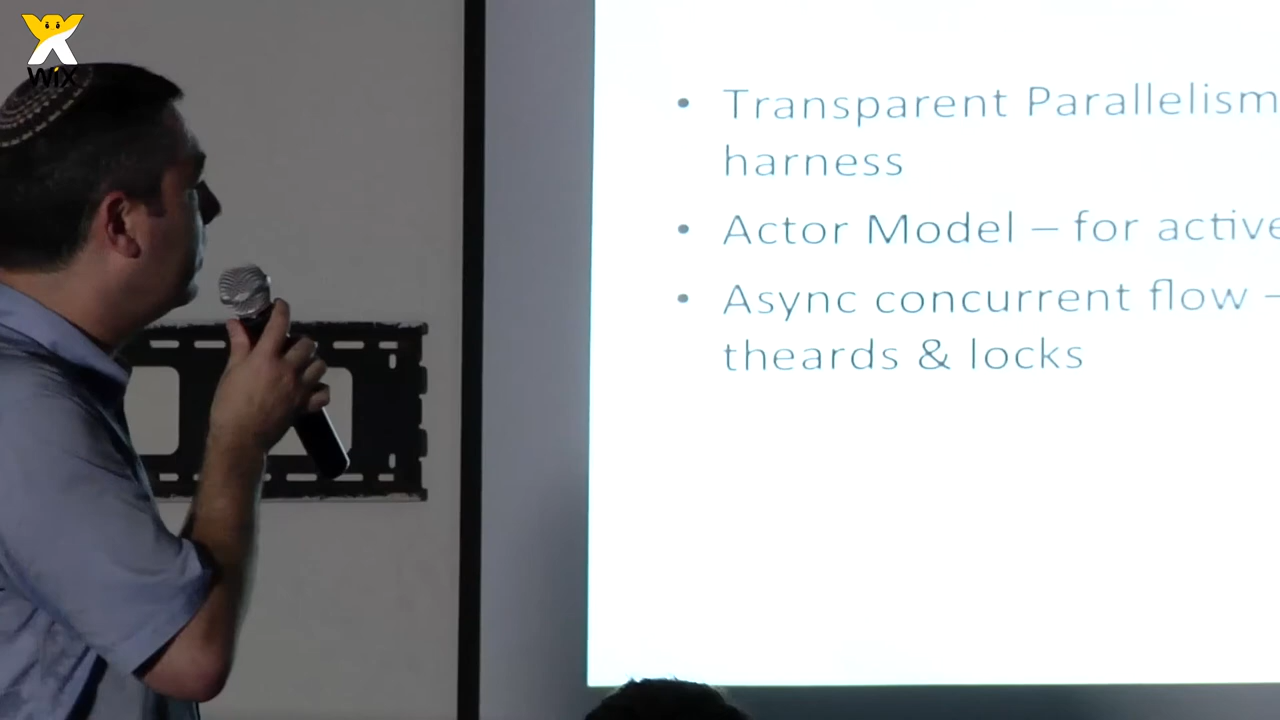 WiX
• Transparent Parallelism
harness
• Actor Model – for active
• Async concurrent flow –
theards & locks